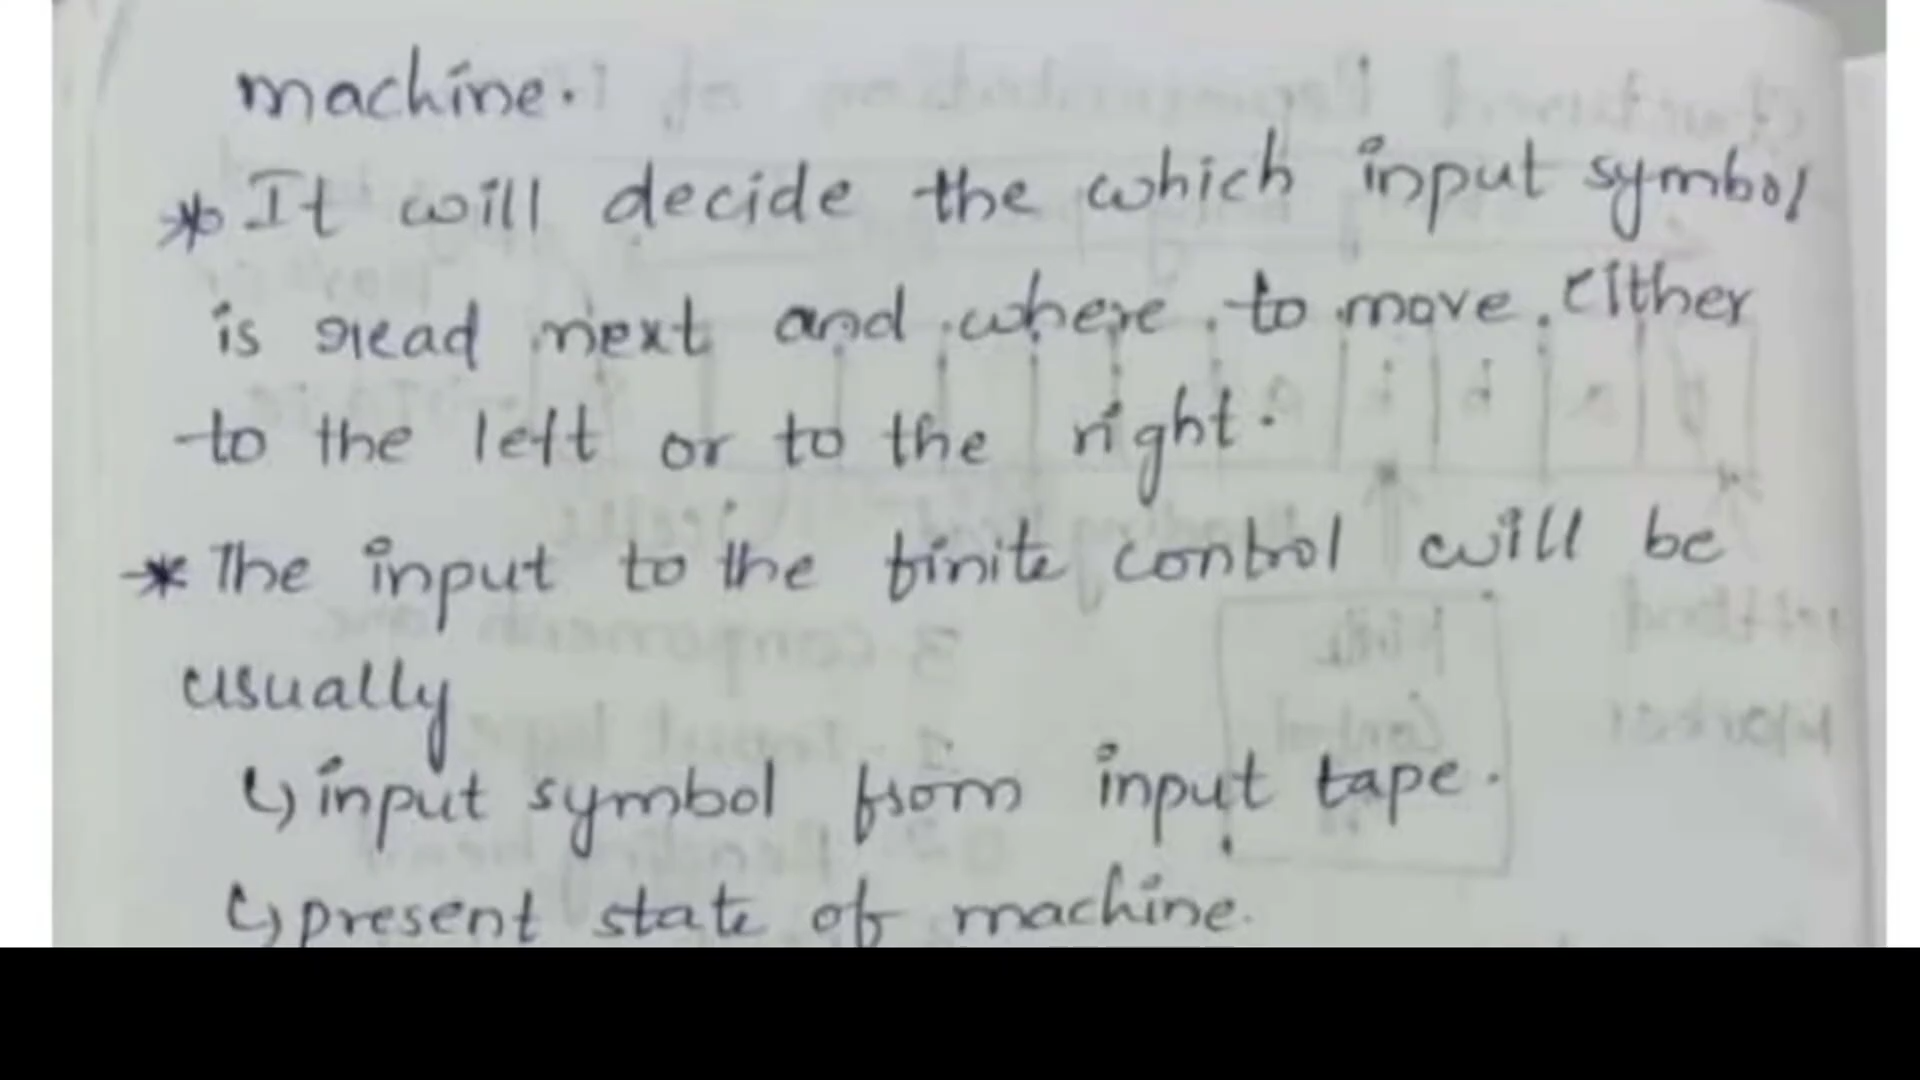 machine.
* It will decide the which input symbol
is read next and where to move. Either
to the left or to the right.
* The input to the finite control will be
usually
↳ input symbol from input tape.
↳ present state of machine.